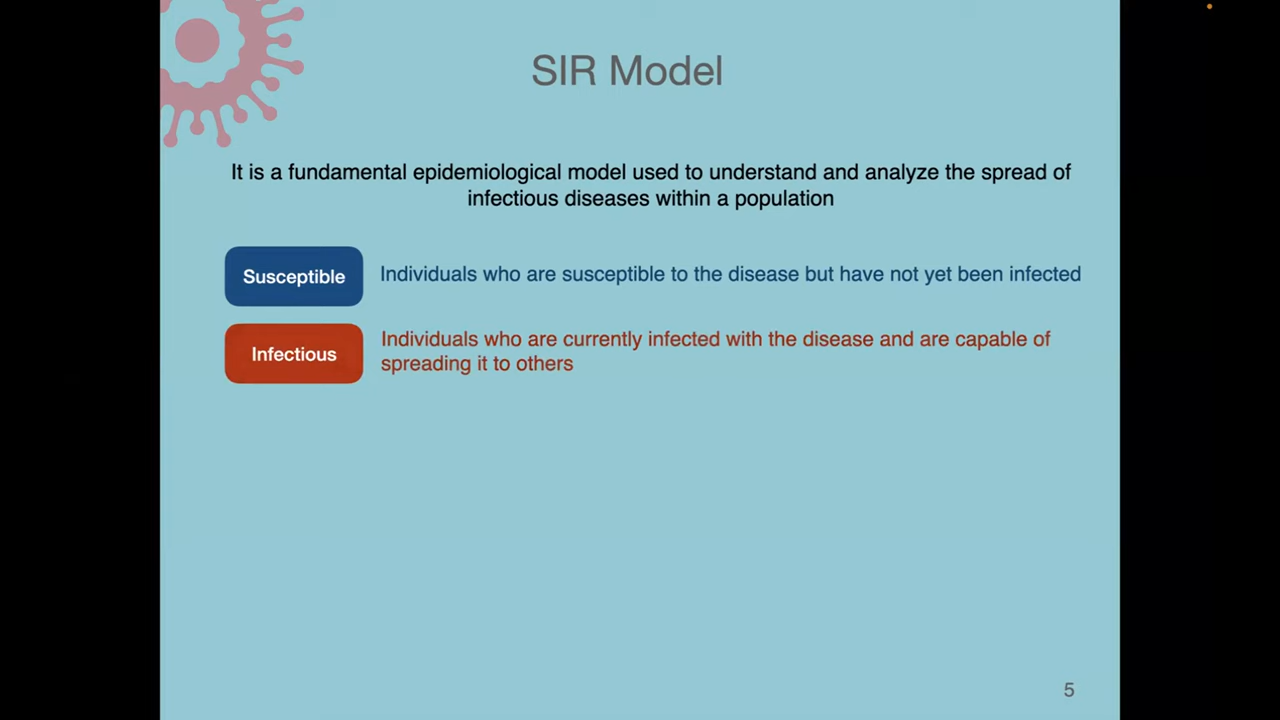 SIR Model
It is a fundamental epidemiological model used to understand and analyze the spread of
infectious diseases within a population
Susceptible
Individuals who are susceptible to the disease but have not yet been infected
Infectious
Individuals who are currently infected with the disease and are capable of
spreading it to others
5